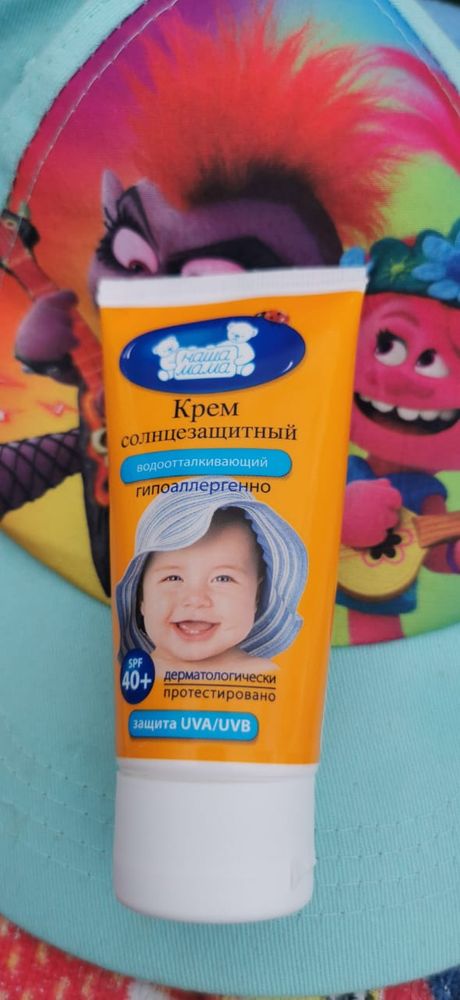 наша
мама
Крем
солнцезащитный
водоотталкивающий
гипоаллергенно
SPF
40+
дерматологически
протестировано
защита UVA/UVB